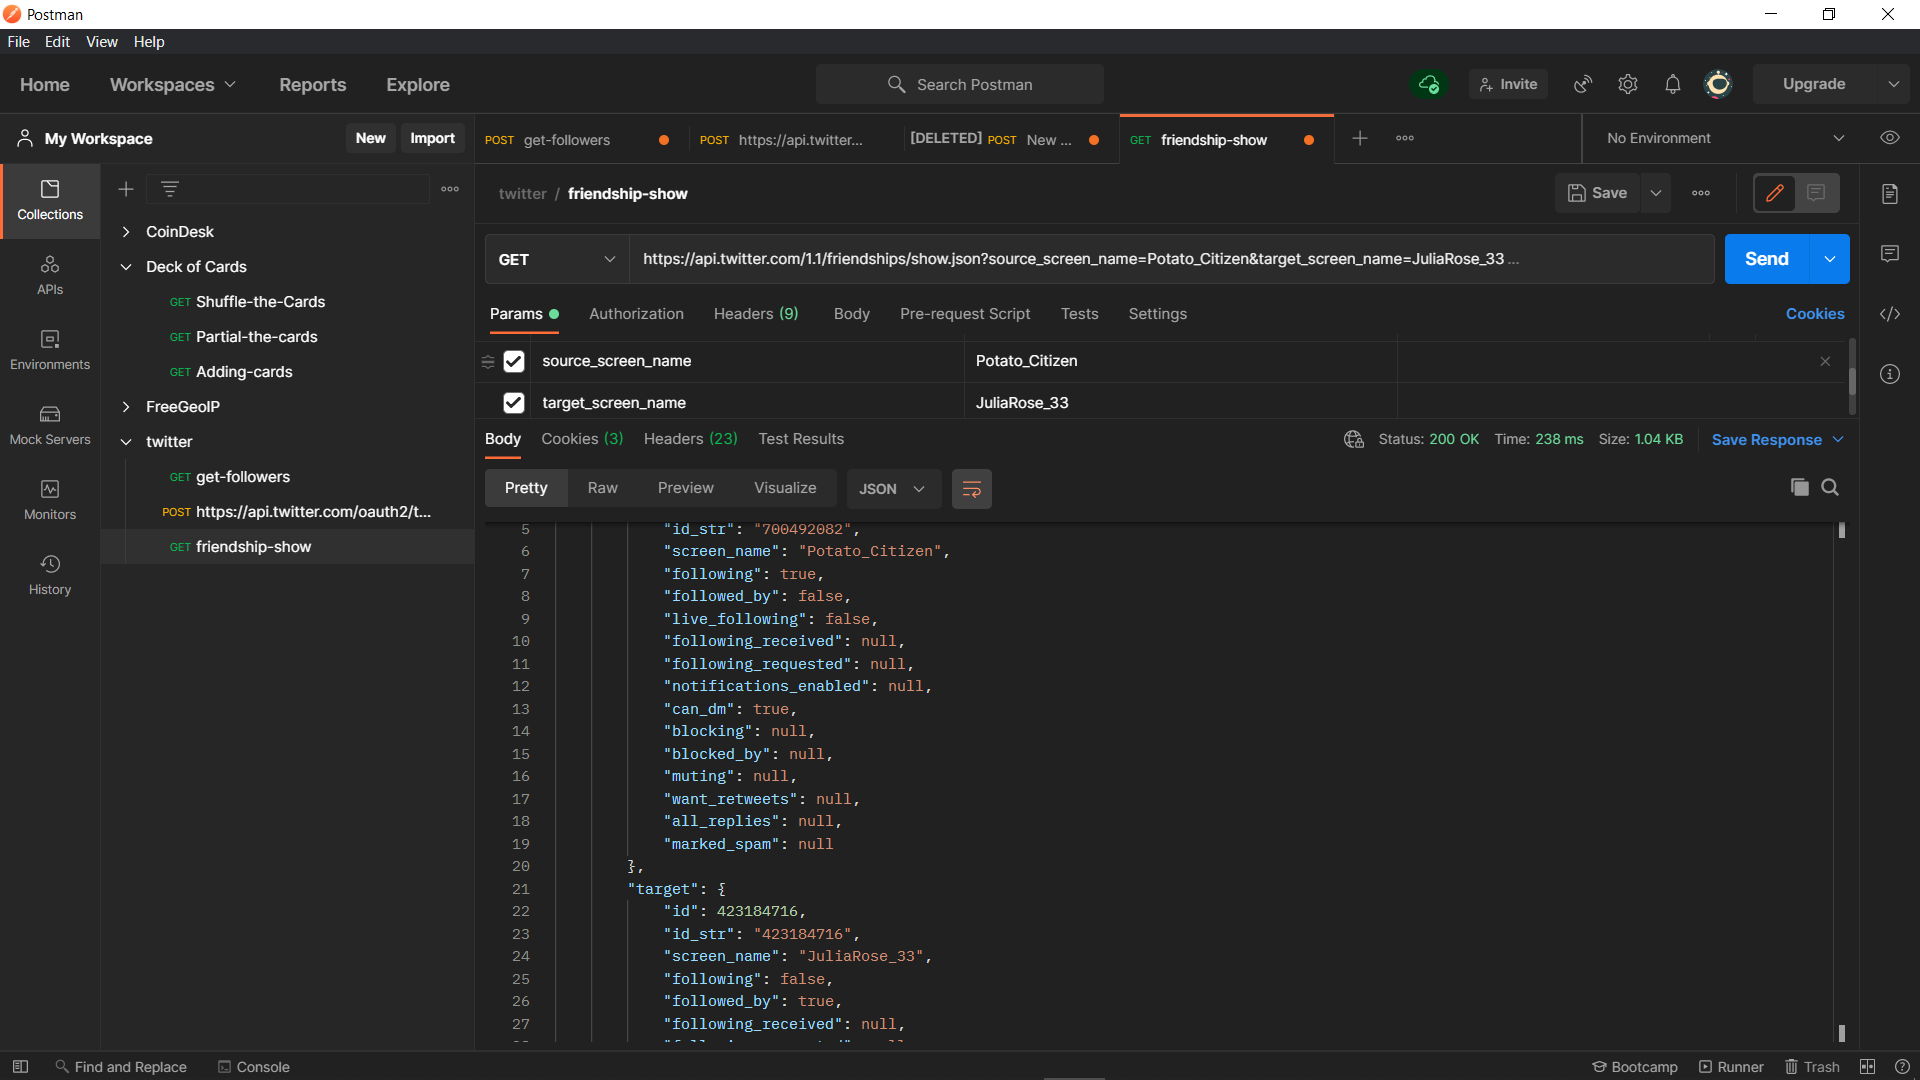 Postman
File Edit View Help
Home Workspaces Reports Explore Search Postman Invite Upgrade
My Workspace New Import POST get-followers POST https://api.twitter... [DELETED] POST New ... GET friendship-show No Environment
Collections
APIs
Environments
Mock Servers
Monitors
History
CoinDesk
Deck of Cards
GET Shuffle-the-Cards
GET Partial-the-cards
GET Adding-cards
FreeGeoIP
twitter
GET get-followers
POST https://api.twitter.com/oauth2/t...
GET friendship-show
twitter / friendship-show Save
GET https://api.twitter.com/1.1/friendships/show.json?source_screen_name=Potato_Citizen&target_screen_name=JuliaRose_33 ... Send
Params Authorization Headers (9) Body Pre-request Script Tests Settings Cookies
source_screen_name Potato_Citizen
target_screen_name JuliaRose_33
Body Cookies (3) Headers (23) Test Results Status: 200 OK Time: 238 ms Size: 1.04 KB Save Response
Pretty Raw Preview Visualize JSON
5 "id_str": "700492082",
6 "screen_name": "Potato_Citizen",
7 "following": true,
8 "followed_by": false,
9 "live_following": false,
10 "following_received": null,
11 "following_requested": null,
12 "notifications_enabled": null,
13 "can_dm": true,
14 "blocking": null,
15 "blocked_by": null,
16 "muting": null,
17 "want_retweets": null,
18 "all_replies": null,
19 "marked_spam": null
20 },
21 "target": {
22 "id": 423184716,
23 "id_str": "423184716",
24 "screen_name": "JuliaRose_33",
25 "following": false,
26 "followed_by": true,
27 "following_received": null,
Find and Replace Console Bootcamp Runner Trash